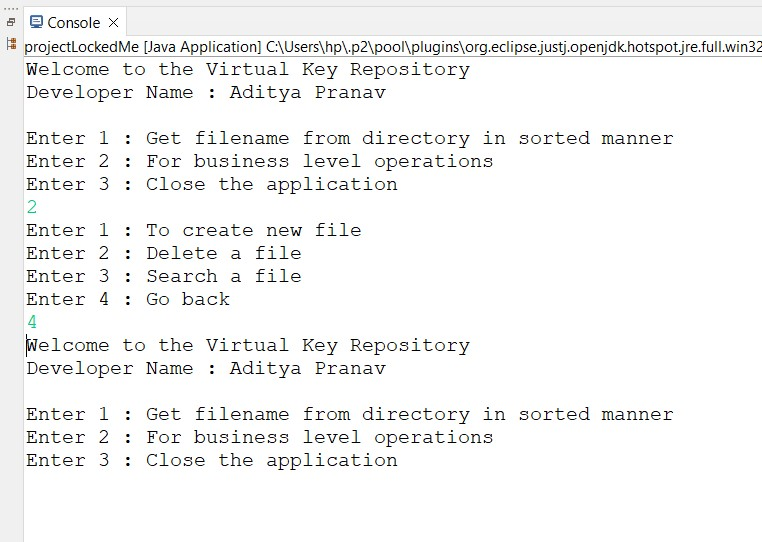 Console
projectLockedMe [Java Application] C:\Users\hp\.p2\pool\plugins\org.eclipse.justj.openjdk.hotspot.jre.full.win32
Welcome to the Virtual Key Repository
Developer Name : Aditya Pranav
Enter 1 : Get filename from directory in sorted manner
Enter 2 : For business level operations
Enter 3 : Close the application
2
Enter 1 : To create new file
Enter 2 : Delete a file
Enter 3 : Search a file
Enter 4 : Go back
4
Welcome to the Virtual Key Repository
Developer Name : Aditya Pranav
Enter 1 : Get filename from directory in sorted manner
Enter 2 : For business level operations
Enter 3 : Close the application